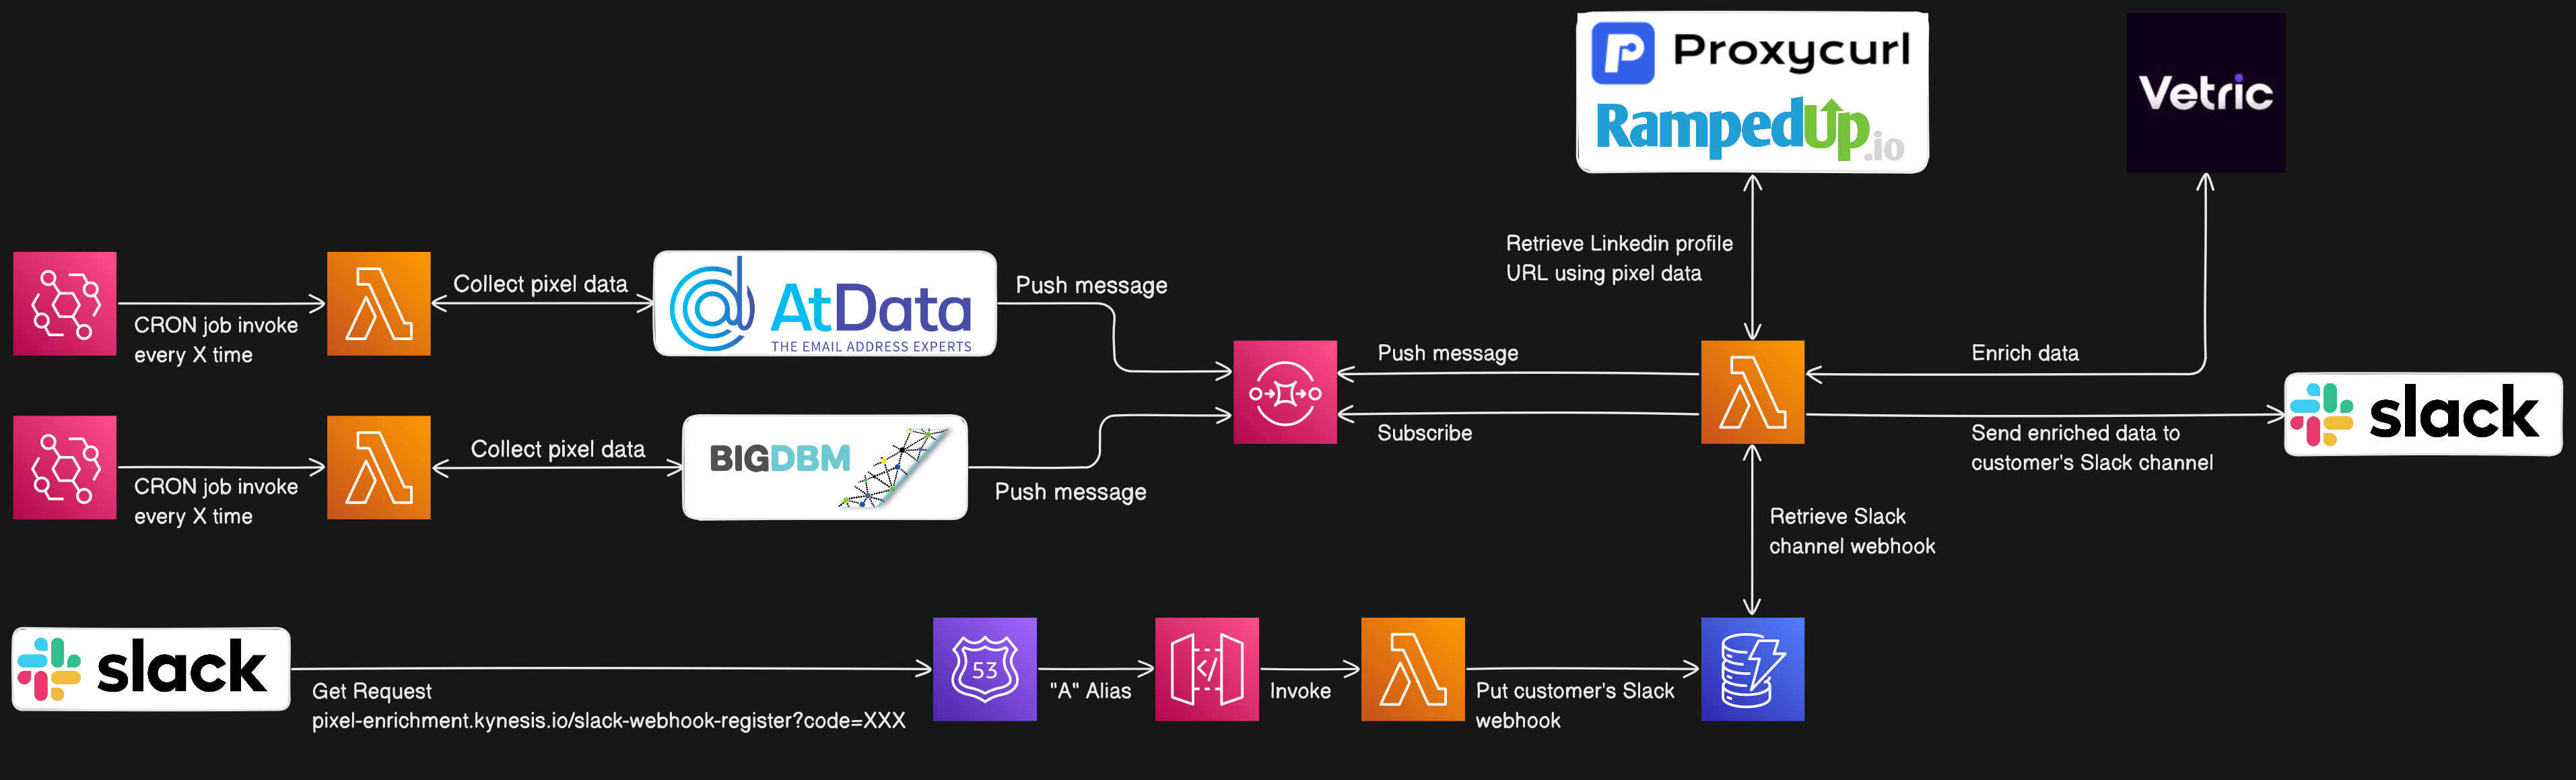 Proxycurl
RampedUp.io
Vetric
Retrieve Linkedin profile
URL using pixel data
CRON job invoke
every X time
Collect pixel data
AtData
THE EMAIL ADDRESS EXPERTS
Push message
Push message
Subscribe
Enrich data
Send enriched data to
customer's Slack channel
slack
CRON job invoke
every X time
Collect pixel data
BIGDBM
Push message
Retrieve Slack
channel webhook
slack
Get Request
pixel-enrichment.kynesis.io/slack-webhook-register?code=XXX
53
"A" Alias
</>
Invoke
Put customer's Slack
webhook